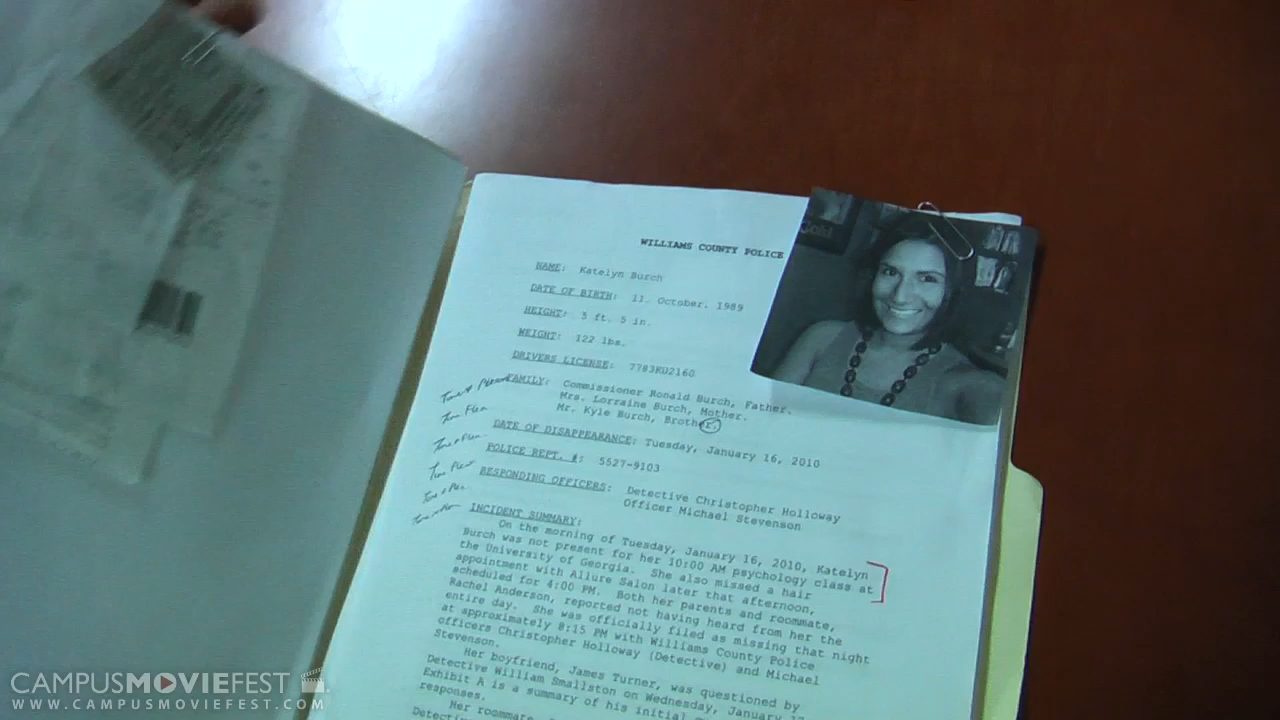 Gold
WILLIAMS COUNTY POLICE
NAME: Katelyn Burch
DATE OF BIRTH: 11. October. 1989
HEIGHT: 5 ft. 5 in.
WEIGHT: 122 lbs.
DRIVERS LICENSE: 7783K02160
FAMILY: Commissioner Ronald Burch, Father.
Mrs. Lorraine Burch, Mother.
Mr. Kyle Burch, Brother.
DATE OF DISAPPEARANCE: Tuesday, January 16, 2010
POLICE REPT. #: 5527-9103
RESPONDING OFFICERS: Detective Christopher Holloway
Officer Michael Stevenson
INCIDENT SUMMARY:
On the morning of Tuesday, January 16, 2010, Katelyn
Burch was not present for her 10:00 AM psychology class at
the University of Georgia. She also missed a hair
appointment with Allure Salon later that afternoon,
scheduled for 4:00 PM. Both her parents and roommate,
Rachel Anderson, reported not having heard from her the
entire day. She was officially filed as missing that night
at approximately 8:15 PM with Williams County Police
officers Christopher Holloway (Detective) and Michael
Stevenson.
Her boyfriend, James Turner, was questioned by
Detective William Smallston on Wednesday, January
Exhibit A is a summary of his initial
responses.
Her roommate
CAMPUSMOVIEFEST
WWW.CAMPUSMOVIEFEST.COM